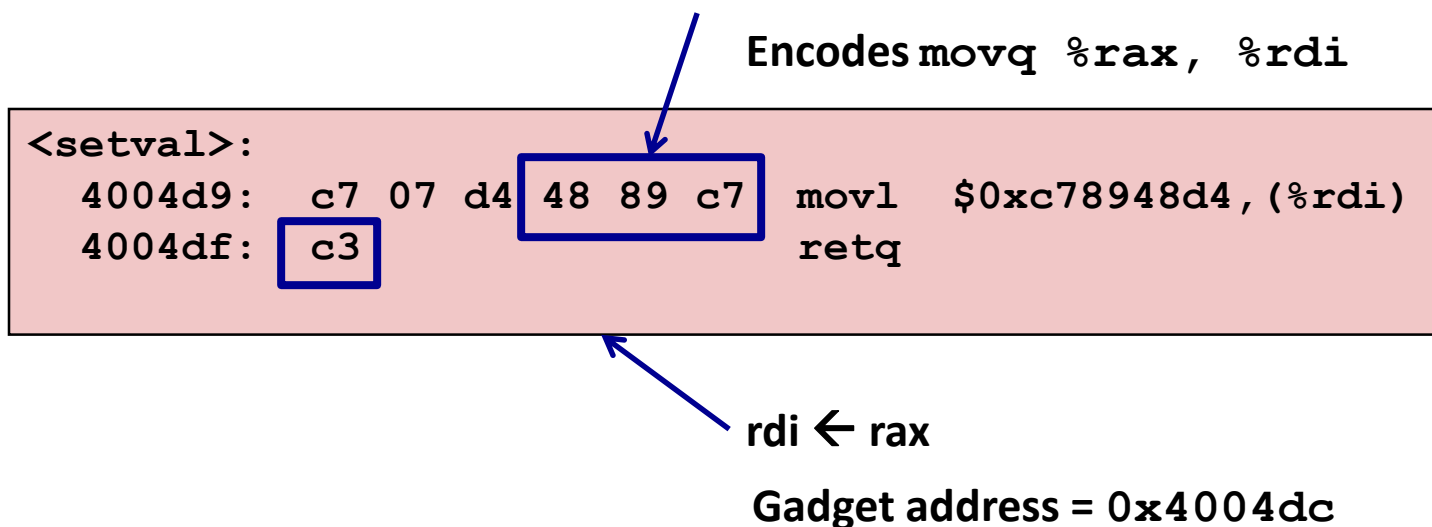 Encodes movq %rax, %rdi
<setval>:
4004d9: c7 07 d4 48 89 c7 movl $0xc78948d4,(%rdi)
4004df: c3 retq
rdi ← rax
Gadget address = 0x4004dc